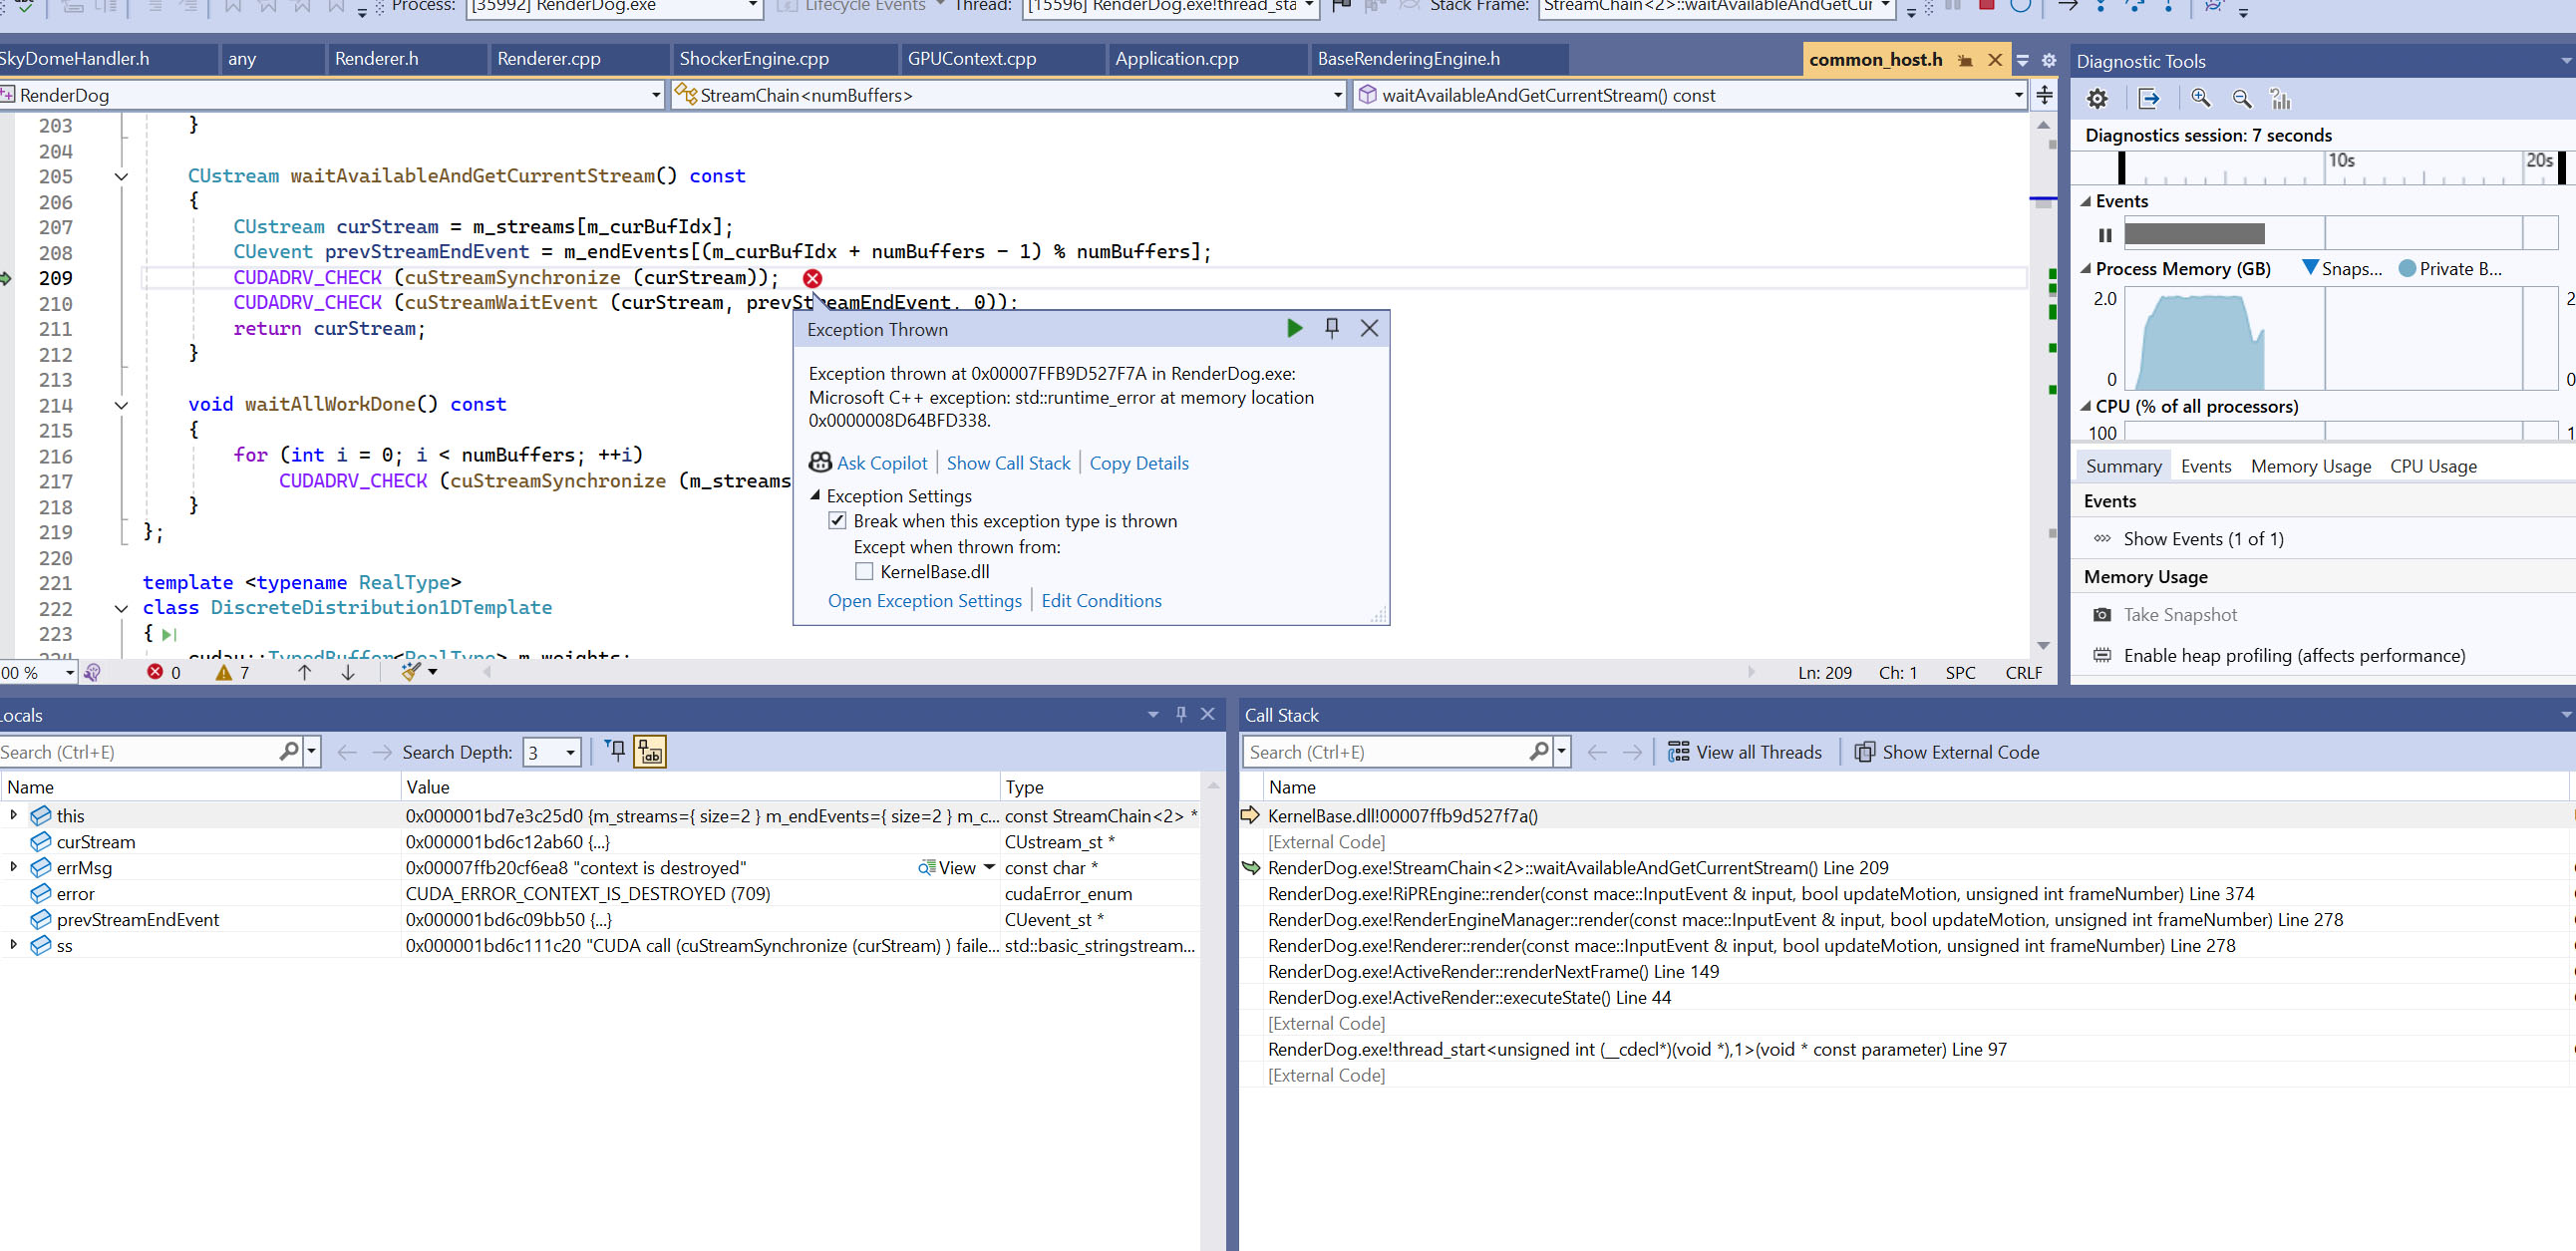 Process: [35992] RenderDog.exe Lifecycle Events Thread: [15596] RenderDog.exe!thread_sta Stack Frame: StreamChain<2>::waitAvailableAndGetCur
SkyDomeHandler.h any Renderer.h Renderer.cpp ShockerEngine.cpp GPUContext.cpp Application.cpp BaseRenderingEngine.h common_host.h
RenderDog StreamChain<numBuffers> waitAvailableAndGetCurrentStream() const
203 }
204
205 CUstream waitAvailableAndGetCurrentStream() const
206 {
207 CUstream curStream = m_streams[m_curBufIdx];
208 CUevent prevStreamEndEvent = m_endEvents[(m_curBufIdx + numBuffers - 1) % numBuffers];
209 CUDADRV_CHECK (cuStreamSynchronize (curStream));
210 CUDADRV_CHECK (cuStreamWaitEvent (curStream, prevStreamEndEvent, 0));
211 return curStream;
212 }
213
214 void waitAllWorkDone() const
215 {
216 for (int i = 0; i < numBuffers; ++i)
217 CUDADRV_CHECK (cuStreamSynchronize (m_streams
218 }
219 };
220
221 template <typename RealType>
222 class DiscreteDistribution1DTemplate
223 {
224 cudau::TypedBuffer<RealType> m_weights;
Exception Thrown
Exception thrown at 0x00007FFB9D527F7A in RenderDog.exe:
Microsoft C++ exception: std::runtime_error at memory location
0x0000008D64BFD338.
Ask Copilot | Show Call Stack | Copy Details
Exception Settings
Break when this exception type is thrown
Except when thrown from:
KernelBase.dll
Open Exception Settings | Edit Conditions
00 % 0 7 Ln: 209 Ch: 1 SPC CRLF
Diagnostic Tools
Diagnostics session: 7 seconds
10s 20s
Events
Process Memory (GB) Snaps... Private B...
2.0 2
0 0
CPU (% of all processors)
100 1
Summary Events Memory Usage CPU Usage
Events
Show Events (1 of 1)
Memory Usage
Take Snapshot
Enable heap profiling (affects performance)
Locals
Search (Ctrl+E) Search Depth: 3
Name Value Type
this 0x000001bd7e3c25d0 {m_streams={ size=2 } m_endEvents={ size=2 } m_c... const StreamChain<2> *
curStream 0x000001bd6c12ab60 {...} CUstream_st *
errMsg 0x00007ffb20cf6ea8 "context is destroyed" View const char *
error CUDA_ERROR_CONTEXT_IS_DESTROYED (709) cudaError_enum
prevStreamEndEvent 0x000001bd6c09bb50 {...} CUevent_st *
ss 0x000001bd6c111c20 "CUDA call (cuStreamSynchronize (curStream) ) faile... std::basic_stringstream...
Call Stack
Search (Ctrl+E) View all Threads Show External Code
Name
KernelBase.dll!00007ffb9d527f7a()
[External Code]
RenderDog.exe!StreamChain<2>::waitAvailableAndGetCurrentStream() Line 209
RenderDog.exe!RiPREngine::render(const mace::InputEvent & input, bool updateMotion, unsigned int frameNumber) Line 374
RenderDog.exe!RenderEngineManager::render(const mace::InputEvent & input, bool updateMotion, unsigned int frameNumber) Line 278
RenderDog.exe!Renderer::render(const mace::InputEvent & input, bool updateMotion, unsigned int frameNumber) Line 278
RenderDog.exe!ActiveRender::renderNextFrame() Line 149
RenderDog.exe!ActiveRender::executeState() Line 44
[External Code]
RenderDog.exe!thread_start<unsigned int (__cdecl*)(void *),1>(void * const parameter) Line 97
[External Code]